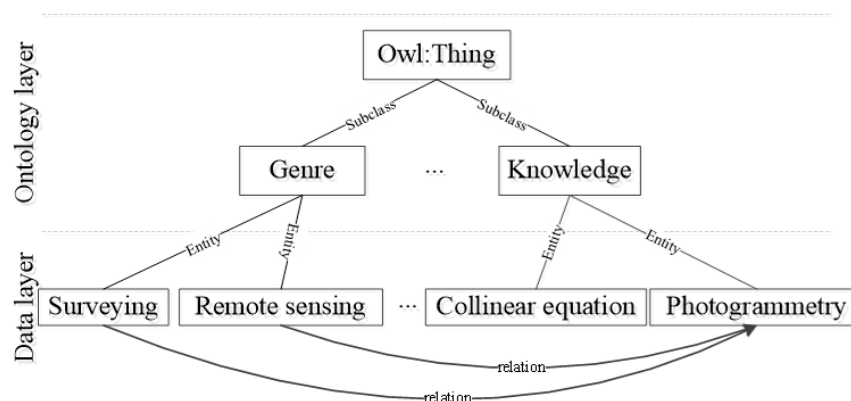 Ontology layer
Owl:Thing
Subclass
Subclass
Genre
...
Knowledge
Entity
Entity
Entity
Entity
Data layer
Surveying
Remote sensing
...
Collinear equation
Photogrammetry
relation
relation